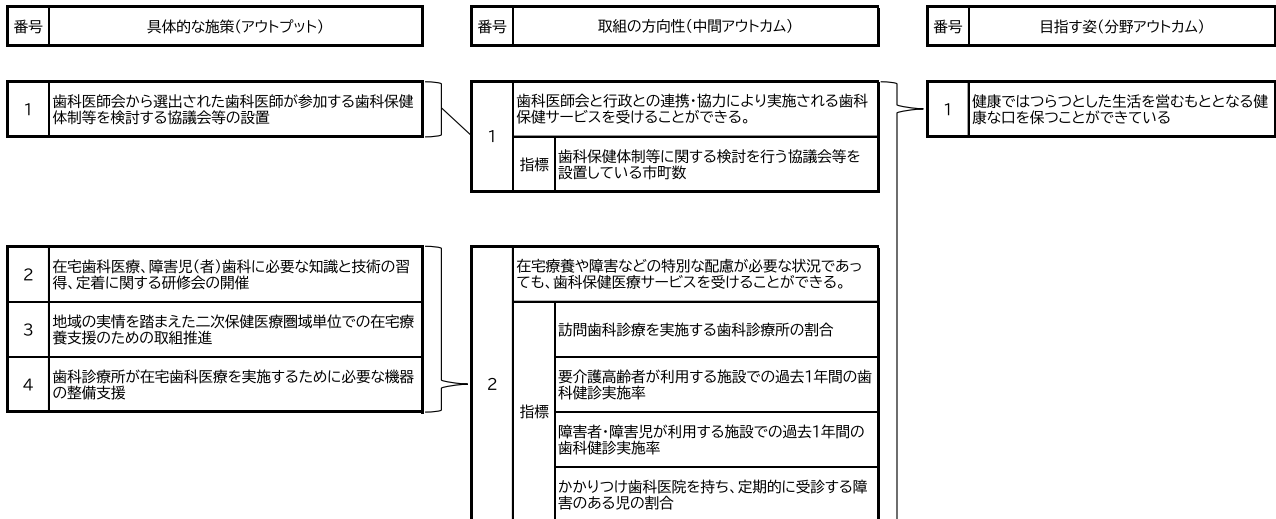 番号
具体的な施策（アウトプット）
番号
取組の方向性（中間アウトカム）
番号
目指す姿（分野アウトカム）
1
歯科医師会から選出された歯科医師が参加する歯科保健
体制等を検討する協議会等の設置
1
歯科医師会と行政との連携・協力により実施される歯科
保健サービスを受けることができる。
指標
歯科保健体制等に関する検討を行う協議会等を
設置している市町数
1
健康ではつらつとした生活を営むもととなる健
康な口を保つことができている
2
在宅歯科医療、障害児（者）歯科に必要な知識と技術の習
得、定着に関する研修会の開催
3
地域の実情を踏まえた二次保健医療圏域単位での在宅療
養支援のための取組推進
4
歯科診療所が在宅歯科医療を実施するために必要な機器
の整備支援
2
在宅療養や障害などの特別な配慮が必要な状況であっ
ても、歯科保健医療サービスを受けることができる。
指標
訪問歯科診療を実施する歯科診療所の割合
要介護高齢者が利用する施設での過去1年間の歯
科健診実施率
障害者・障害児が利用する施設での過去1年間の
歯科健診実施率
かかりつけ歯科医院を持ち、定期的に受診する障
害のある児の割合